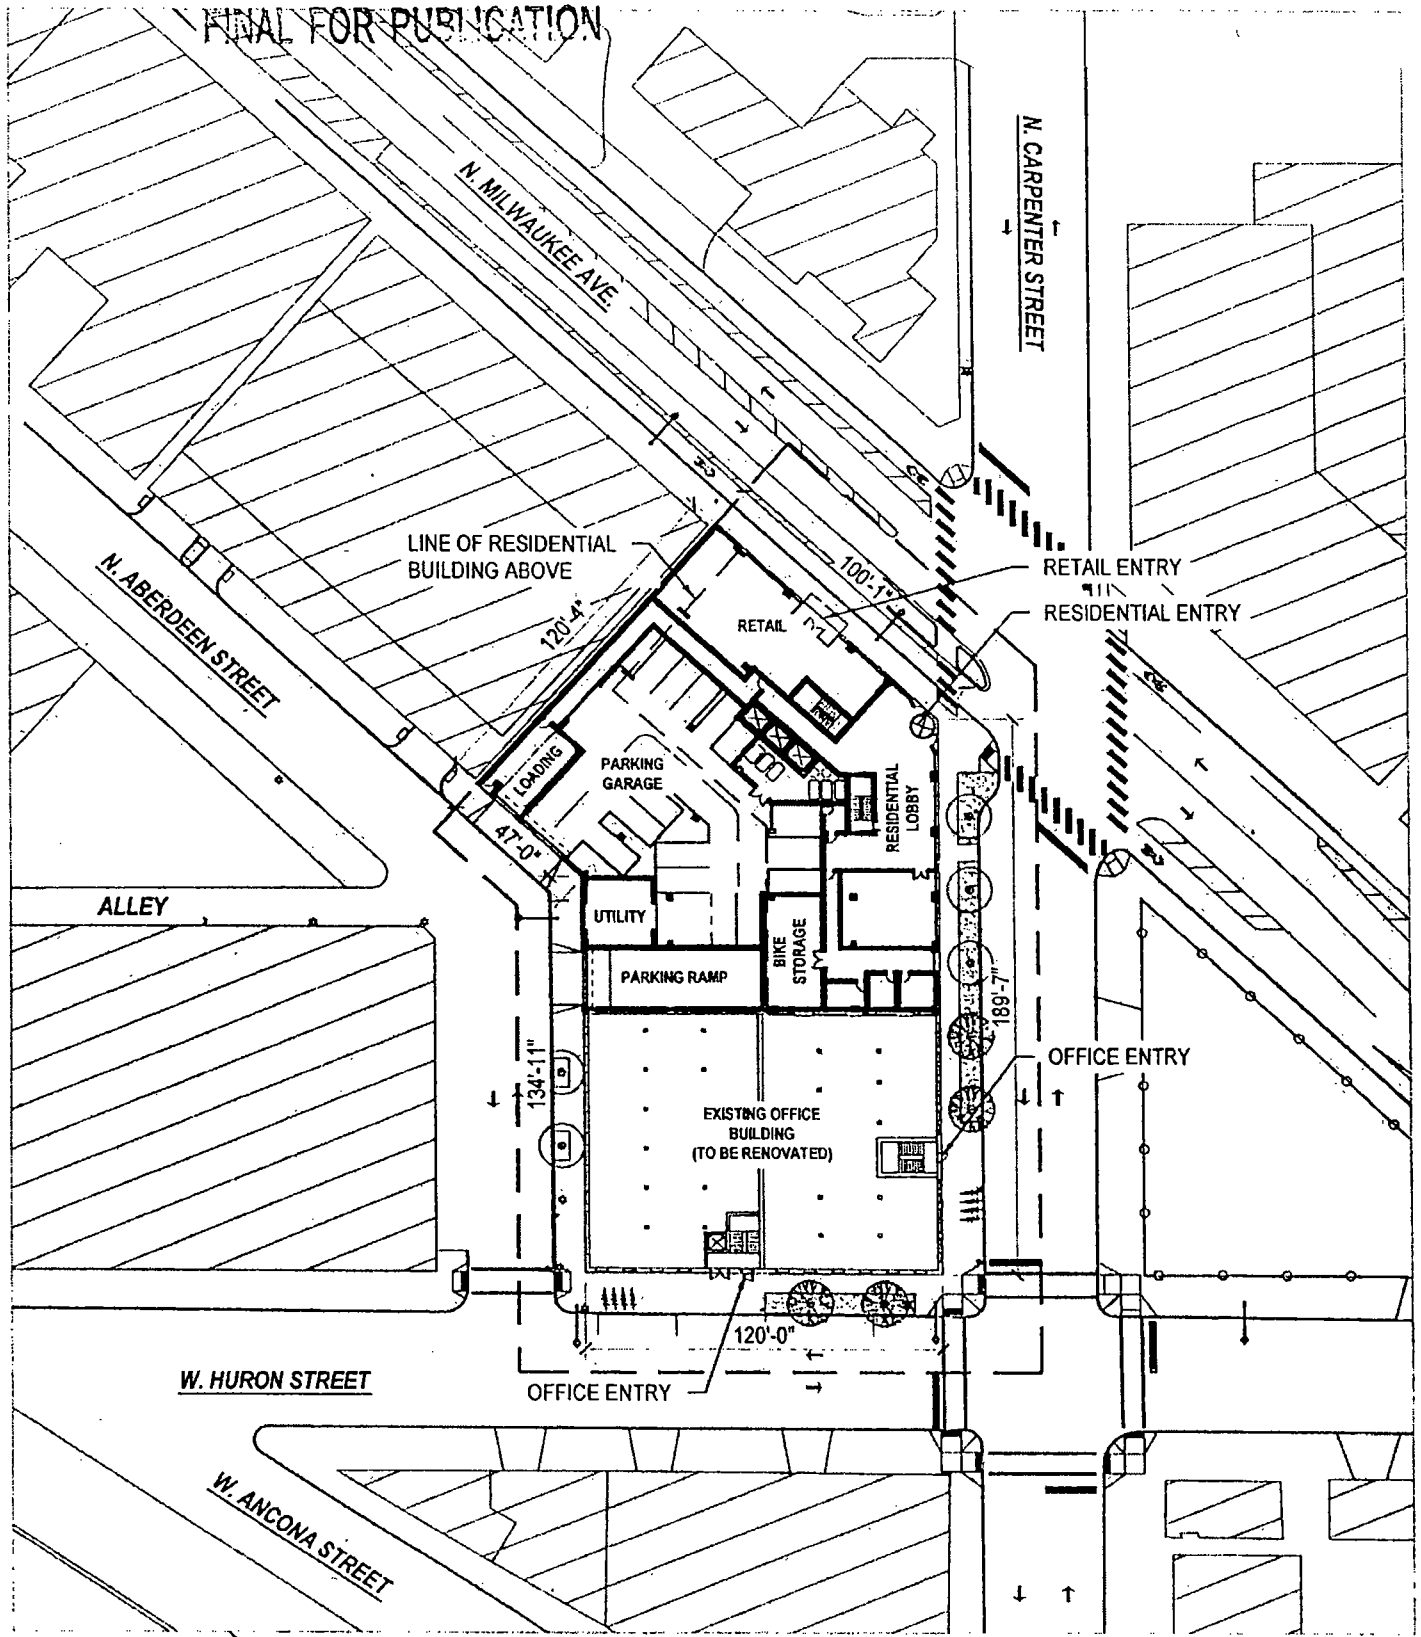 FINAL FOR PUBLICATION
N. CARPENTER STREET
N. MILWAUKEE AVE.
LINE OF RESIDENTIAL
BUILDING ABOVE
100'-1"
RETAIL ENTRY
RESIDENTIAL ENTRY
N. ABERDEEN STREET
120'-4"
RETAIL
LOADING
PARKING
GARAGE
RESIDENTIAL
LOBBY
47'-0"
ALLEY
UTILITY
BIKE
STORAGE
PARKING RAMP
189'-7"
134'-11"
OFFICE ENTRY
EXISTING OFFICE
BUILDING
(TO BE RENOVATED)
120'-0"
W. HURON STREET
OFFICE ENTRY
W. ANCONA STREET